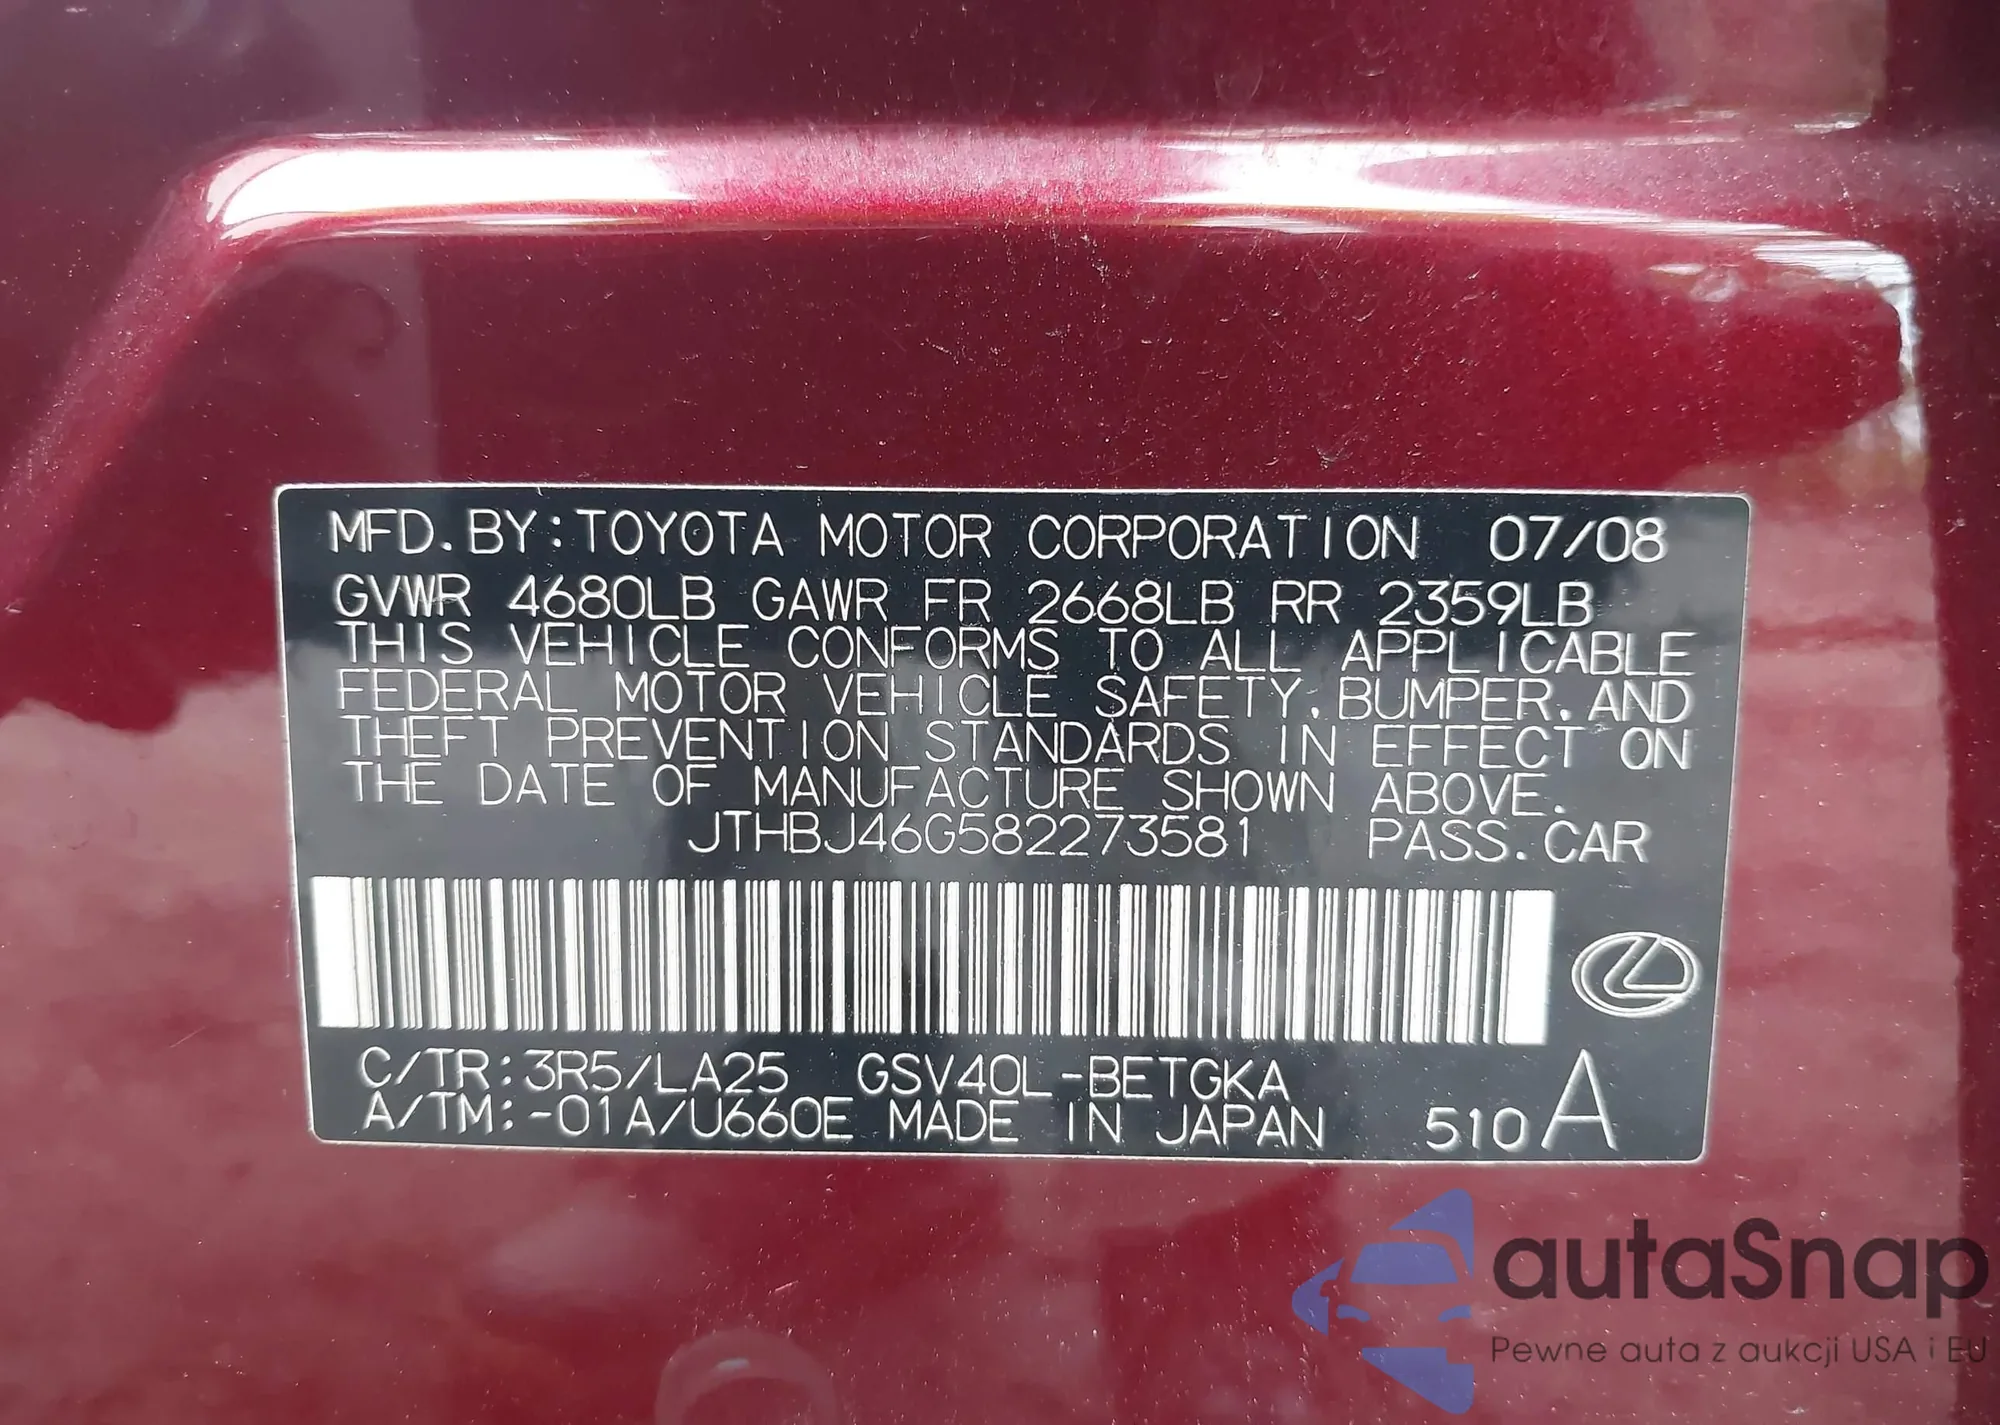 MFD.BY:TOYOTA MOTOR CORPORATION 07/08
GVWR 4680LB GAWR FR 2668LB RR 2359LB
THIS VEHICLE CONFORMS TO ALL APPLICABLE
FEDERAL MOTOR VEHICLE SAFETY,BUMPER,AND
THEFT PREVENTION STANDARDS IN EFFECT ON
THE DATE OF MANUFACTURE SHOWN ABOVE.
JTHBJ46G582273581 PASS.CAR
C/TR:3R5/LA25 GSV40L-BETGKA
A/TM:-01A/U660E MADE IN JAPAN 510 A
autaSnap
Pewne auta z aukcji USA i EU